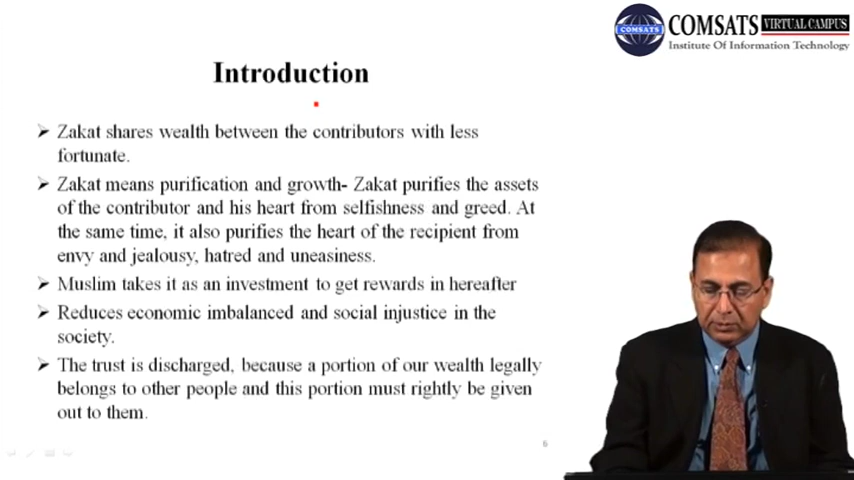 COMSATS
COMSATS VIRTUAL CAMPUS
Institute Of Information Technology
Introduction
➢ Zakat shares wealth between the contributors with less
fortunate.
➢ Zakat means purification and growth- Zakat purifies the assets
of the contributor and his heart from selfishness and greed. At
the same time, it also purifies the heart of the recipient from
envy and jealousy, hatred and uneasiness.
➢ Muslim takes it as an investment to get rewards in hereafter
➢ Reduces economic imbalanced and social injustice in the
society.
➢ The trust is discharged, because a portion of our wealth legally
belongs to other people and this portion must rightly be given
out to them.
6